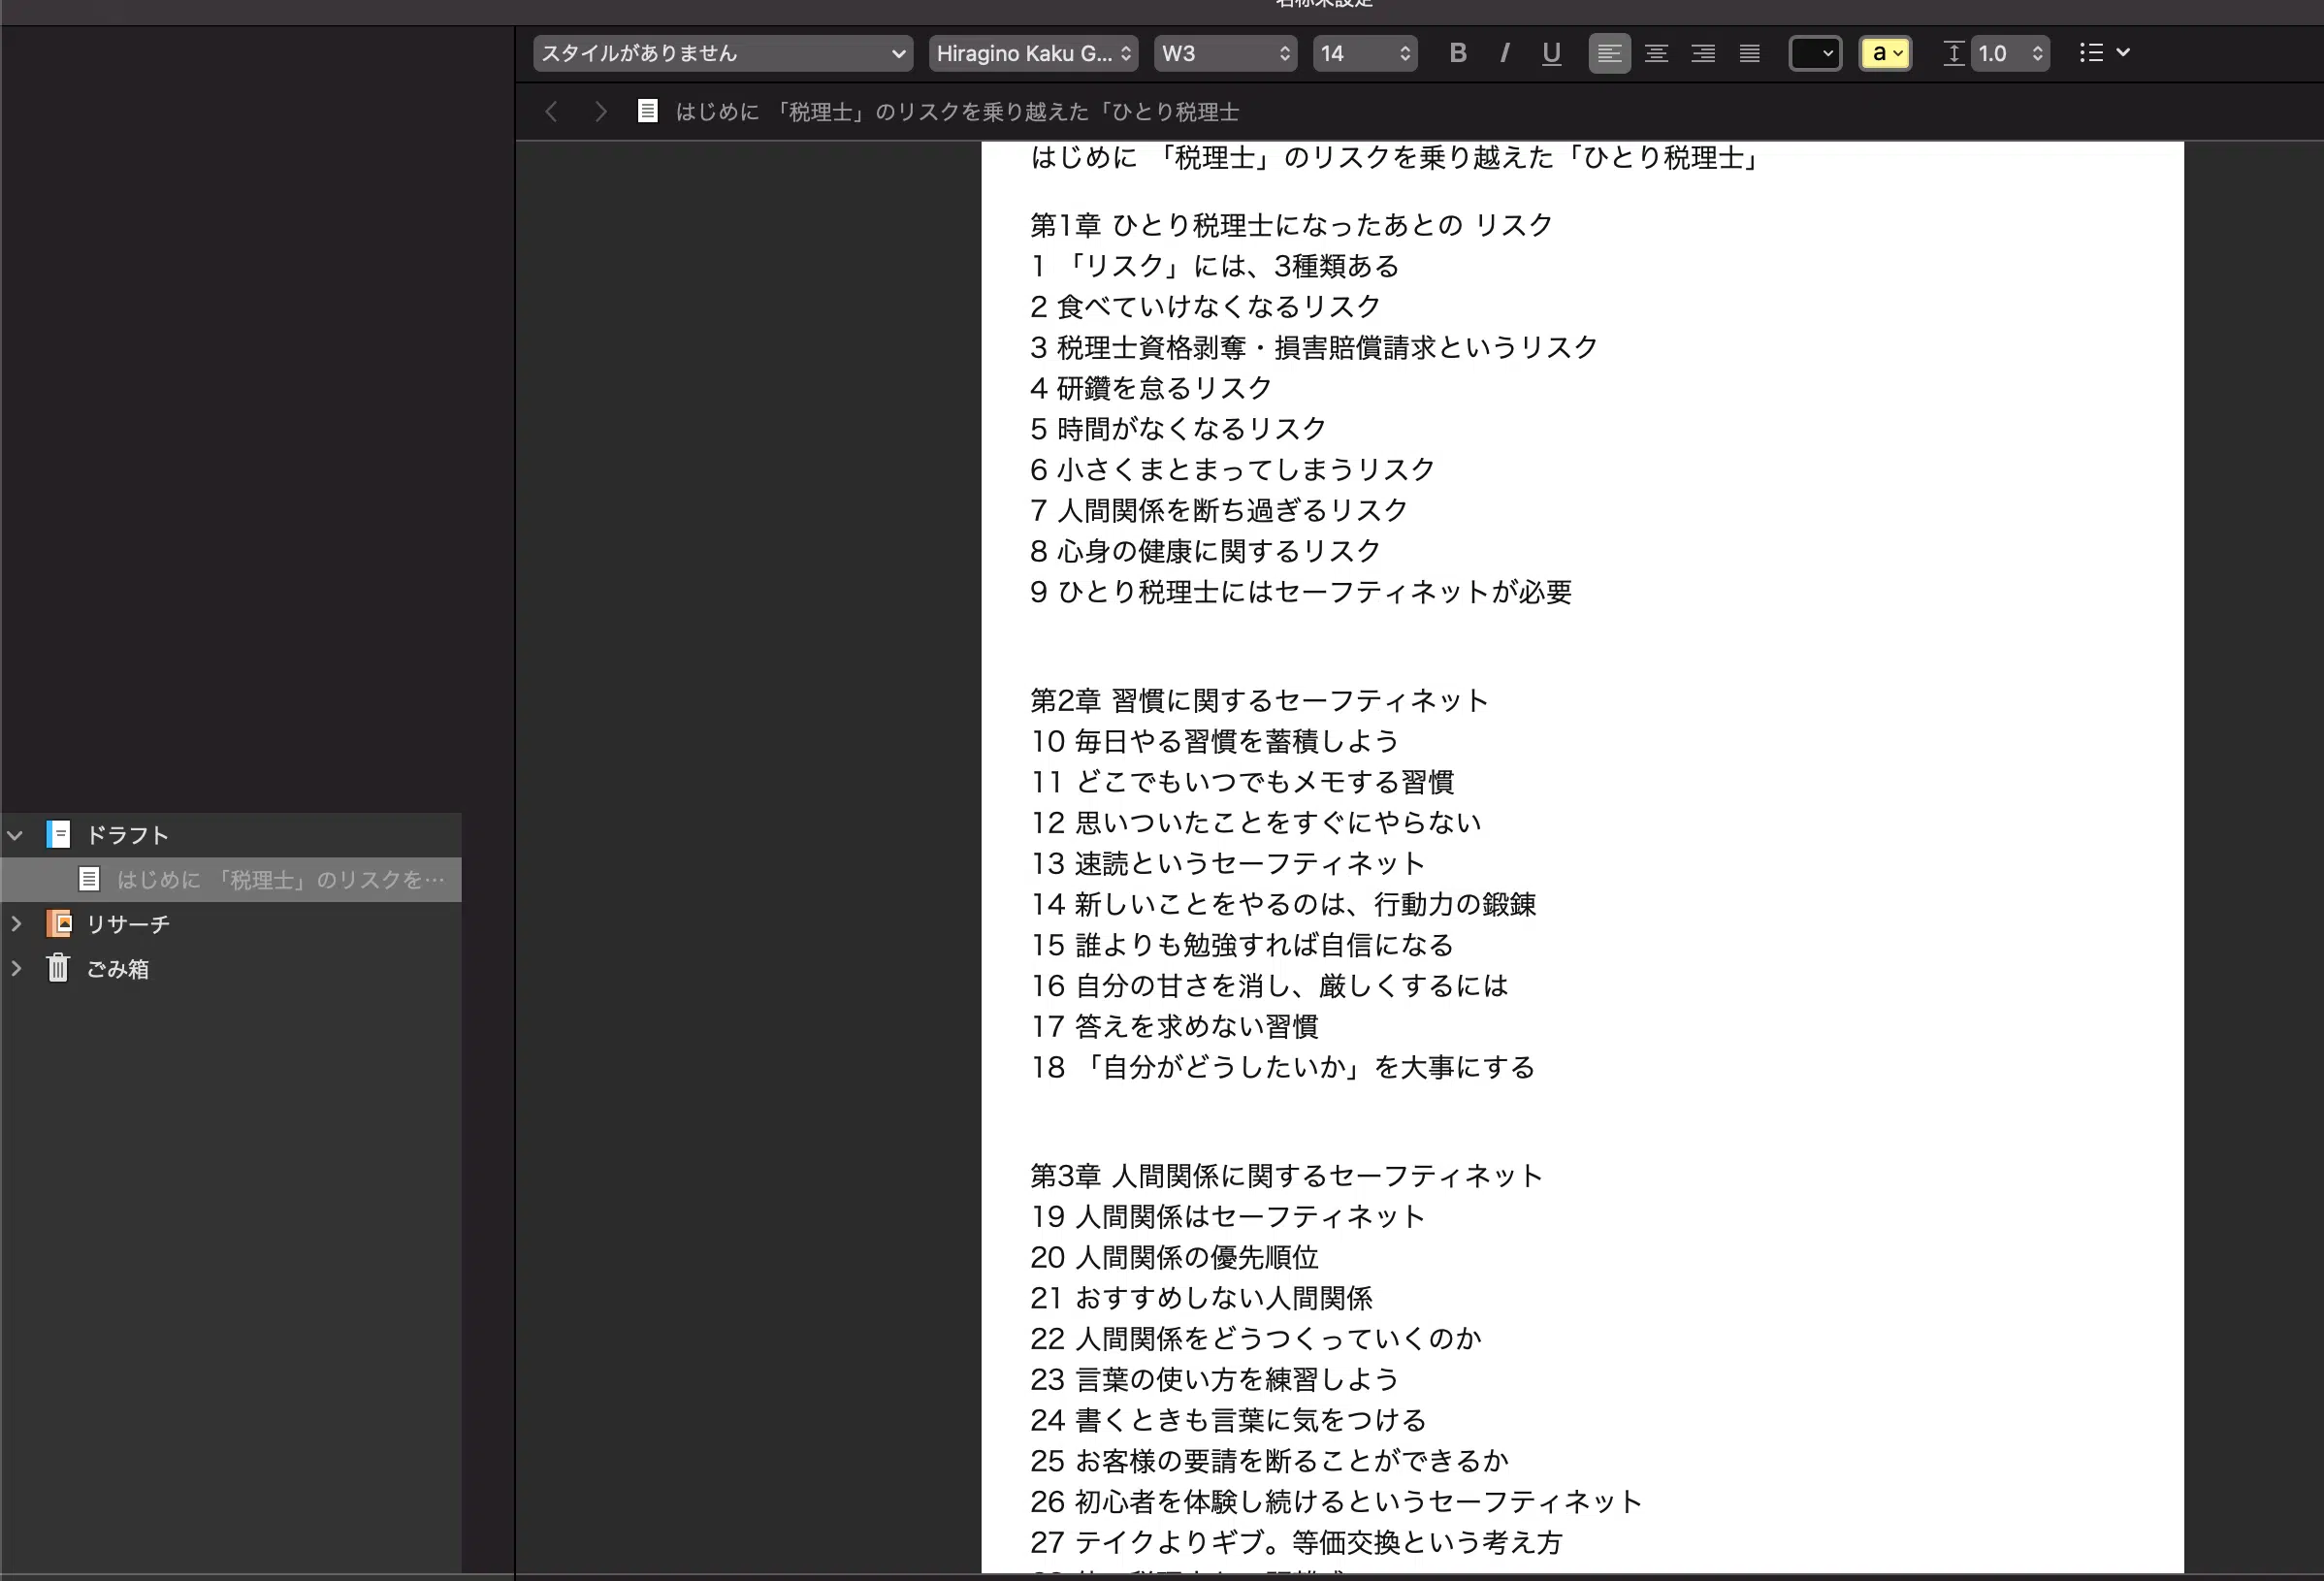 名称未設定
スタイルがありません
Hiragino Kaku G...
W3
14
B I U
a
1.0
はじめに 「税理士」のリスクを乗り越えた「ひとり税理士
はじめに 「税理士」のリスクを乗り越えた「ひとり税理士」
第1章 ひとり税理士になったあとの リスク
1 「リスク」には、3種類ある
2 食べていけなくなるリスク
3 税理士資格剥奪・損害賠償請求というリスク
4 研鑽を怠るリスク
5 時間がなくなるリスク
6 小さくまとまってしまうリスク
7 人間関係を断ち過ぎるリスク
8 心身の健康に関するリスク
9 ひとり税理士にはセーフティネットが必要
第2章 習慣に関するセーフティネット
10 毎日やる習慣を蓄積しよう
11 どこでもいつでもメモする習慣
12 思いついたことをすぐにやらない
13 速読というセーフティネット
14 新しいことをやるのは、行動力の鍛錬
15 誰よりも勉強すれば自信になる
16 自分の甘さを消し、厳しくするには
17 答えを求めない習慣
18 「自分がどうしたいか」を大事にする
第3章 人間関係に関するセーフティネット
19 人間関係はセーフティネット
20 人間関係の優先順位
21 おすすめしない人間関係
22 人間関係をどうつくっていくのか
23 言葉の使い方を練習しよう
24 書くときも言葉に気をつける
25 お客様の要請を断ることができるか
26 初心者を体験し続けるというセーフティネット
27 テイクよりギブ。等価交換という考え方
ドラフト
はじめに 「税理士」のリスクを…
リサーチ
ごみ箱